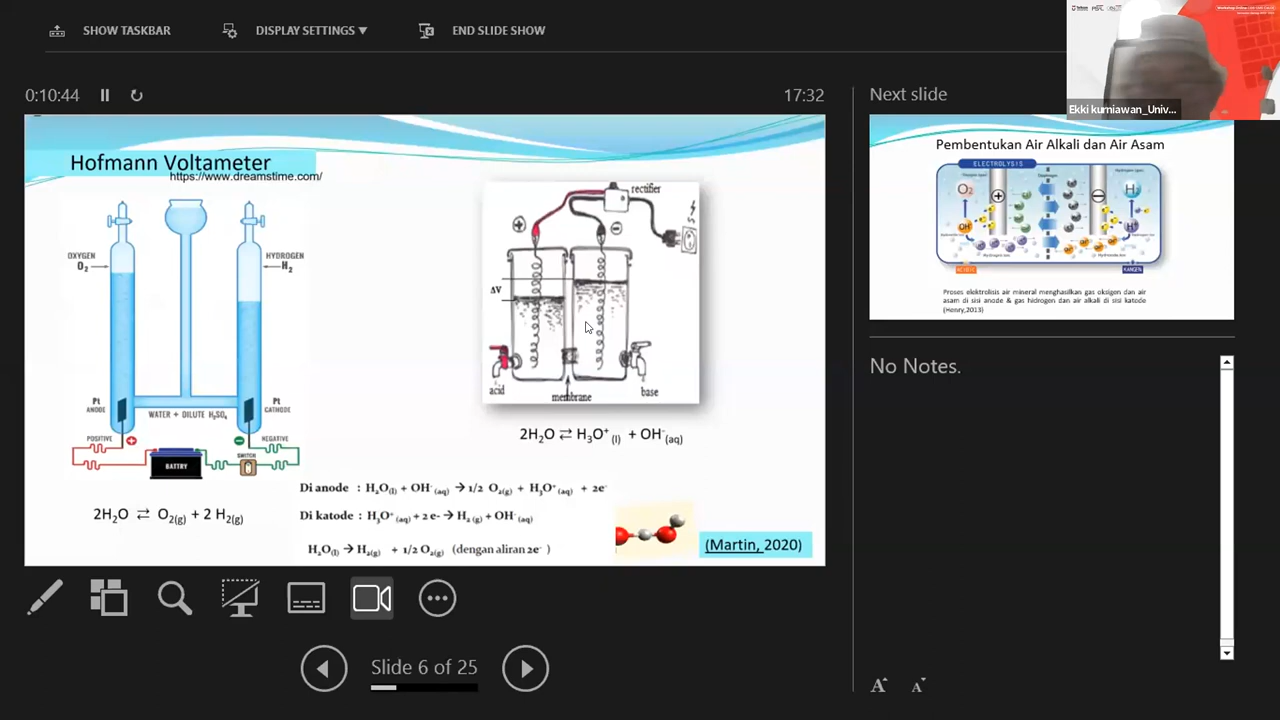 SHOW TASKBAR
DISPLAY SETTINGS ▼
END SLIDE SHOW
Ekki kurniawan_Univ...
0:10:44
17:32
Next slide
Hofmann Voltameter
https://www.dreamstime.com/
OXYGEN
O₂
HYDROGEN
H₂
Pt
ANODE
Pt
CATHODE
WATER + DILUTE H₂SO₄
POSITIVE
+
-
NEGATIVE
SWITCH
BATTRY
2H₂O ⇄ O₂(g) + 2 H₂(g)
rectifier
+
-
ΔV
acid
membrane
base
2H₂O ⇄ H₃O⁺ (l) + OH⁻(aq)
Di anode : H₂O(l) + OH⁻ (aq) → 1/2 O₂(g) + H₃O⁺ (aq) + 2e⁻
Di katode : H₃O⁺ (aq) + 2 e- → H₂ (g) + OH⁻(aq)
H₂O(l) → H₂(g) + 1/2 O₂(g) (dengan aliran 2e⁻ )
(Martin, 2020)
Pembentukan Air Alkali dan Air Asam
ELECTROLYSIS
O₂
+
-
H₂
OH⁻
H⁺
KANGEN
Proses elektrolisis air mineral menghasilkan gas oksigen dan air
asam di sisi anode & gas hidrogen dan air alkali di sisi katode
(Henry,2013)
No Notes.
Slide 6 of 25
A A